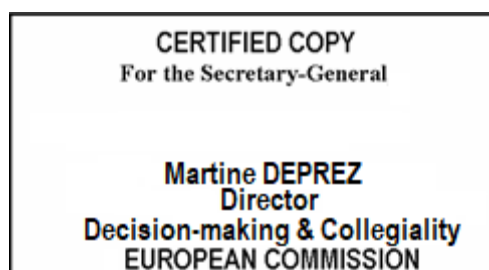 CERTIFIED COPY
For the Secretary-General
Martine DEPREZ
Director
Decision-making & Collegiality
EUROPEAN COMMISSION